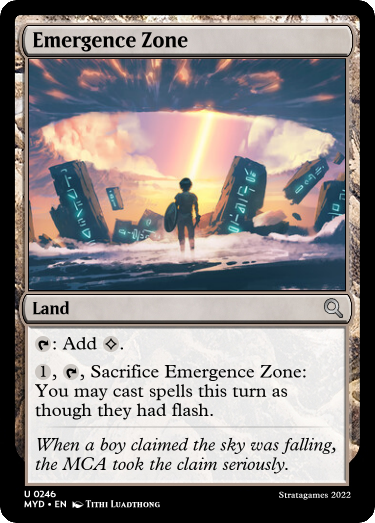 Emergence Zone
Land
: Add .
1, , Sacrifice Emergence Zone:
You may cast spells this turn as
though they had flash.
When a boy claimed the sky was falling,
the MCA took the claim seriously.
U 0246
MYD • EN Tithi Luadthong
Stratagames 2022